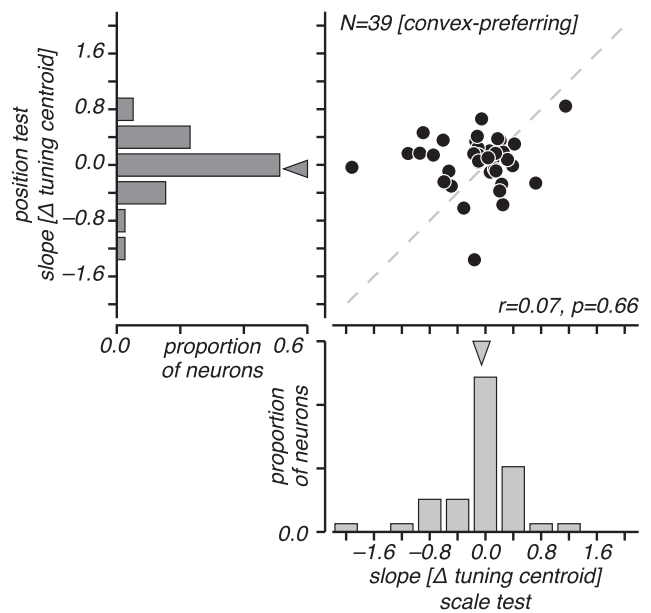 N=39 [convex-preferring]
position test
slope [Δ tuning centroid]
1.6
0.8
0.0
−0.8
−1.6
r=0.07, p=0.66
0.0
proportion
of neurons
0.6
proportion
of neurons
0.0
−1.6 −0.8 0.0 0.8 1.6
slope [Δ tuning centroid]
scale test